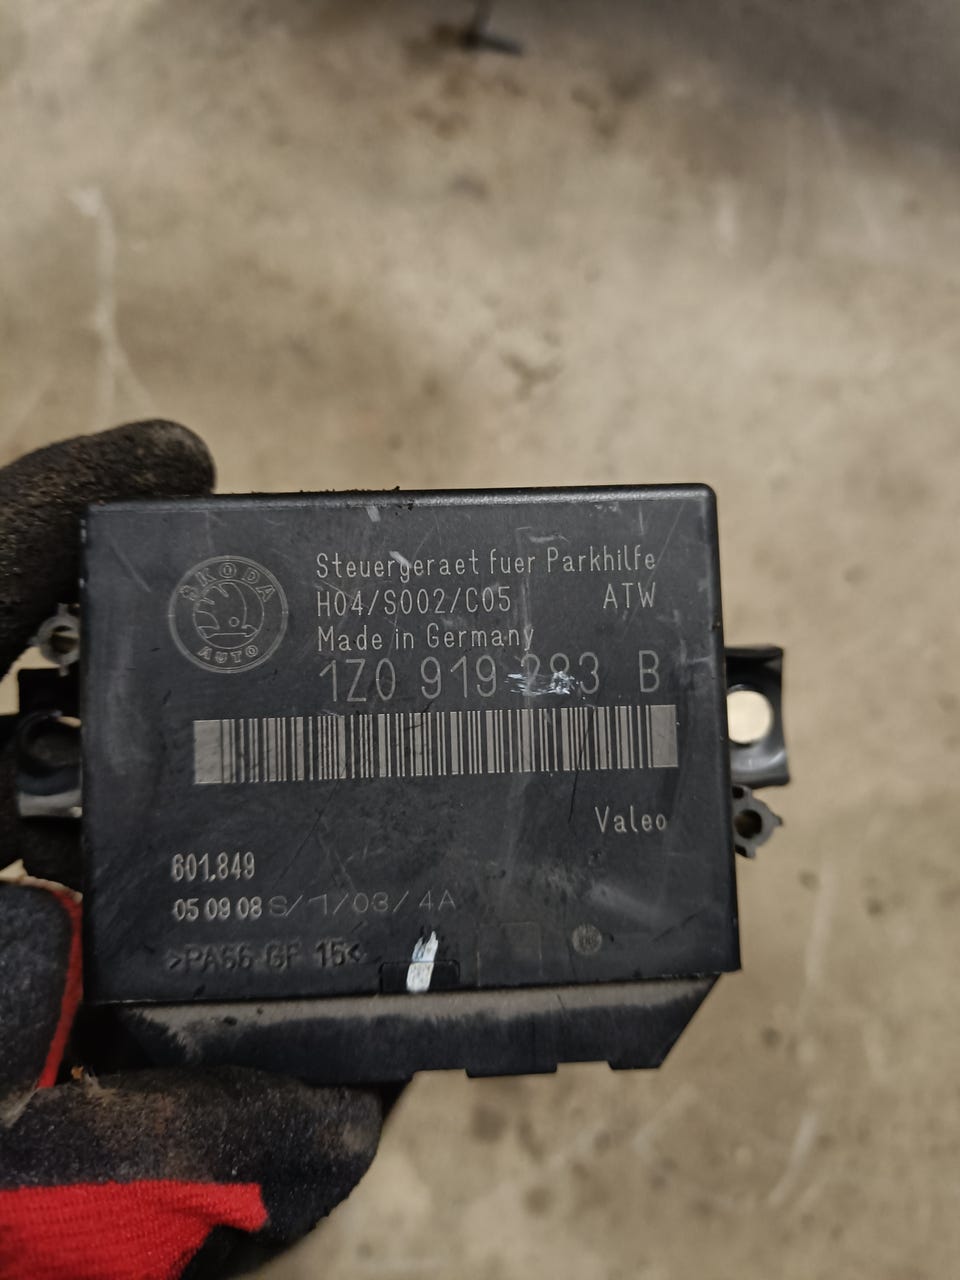 ŠKODA
AUTO
Steuergeraet fuer Parkhilfe
H04/S002/C05 ATW
Made in Germany
1Z0 919 283 B
Valeo
601.849
05 09 08 S/1/03/4A
>PA66-GF 15<